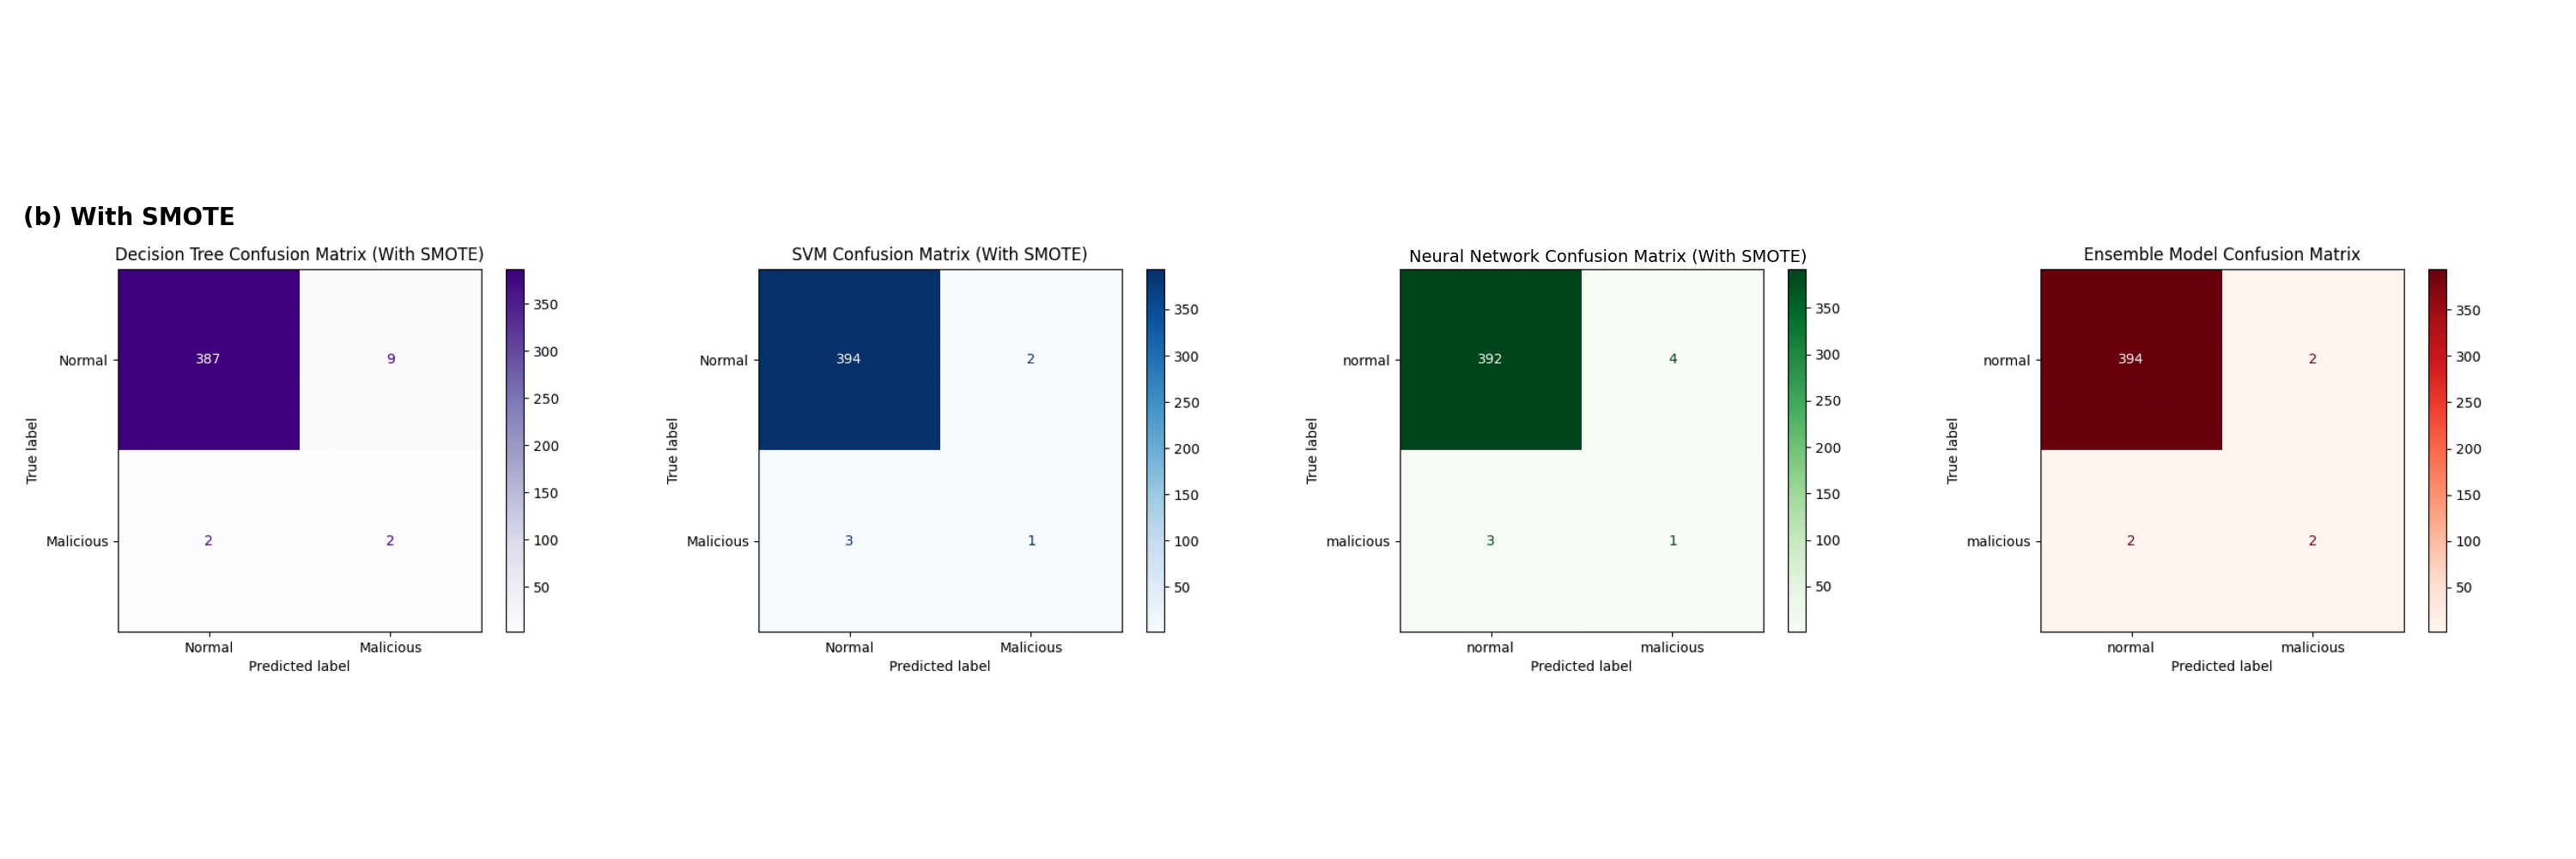 (b) With SMOTE
Decision Tree Confusion Matrix (With SMOTE)
True label
Normal
Malicious
387
9
2
2
Normal
Malicious
Predicted label
350
300
250
200
150
100
50
SVM Confusion Matrix (With SMOTE)
True label
Normal
Malicious
394
2
3
1
Normal
Malicious
Predicted label
350
300
250
200
150
100
50
Neural Network Confusion Matrix (With SMOTE)
True label
normal
malicious
392
4
3
1
normal
malicious
Predicted label
350
300
250
200
150
100
50
Ensemble Model Confusion Matrix
True label
normal
malicious
394
2
2
2
normal
malicious
Predicted label
350
300
250
200
150
100
50